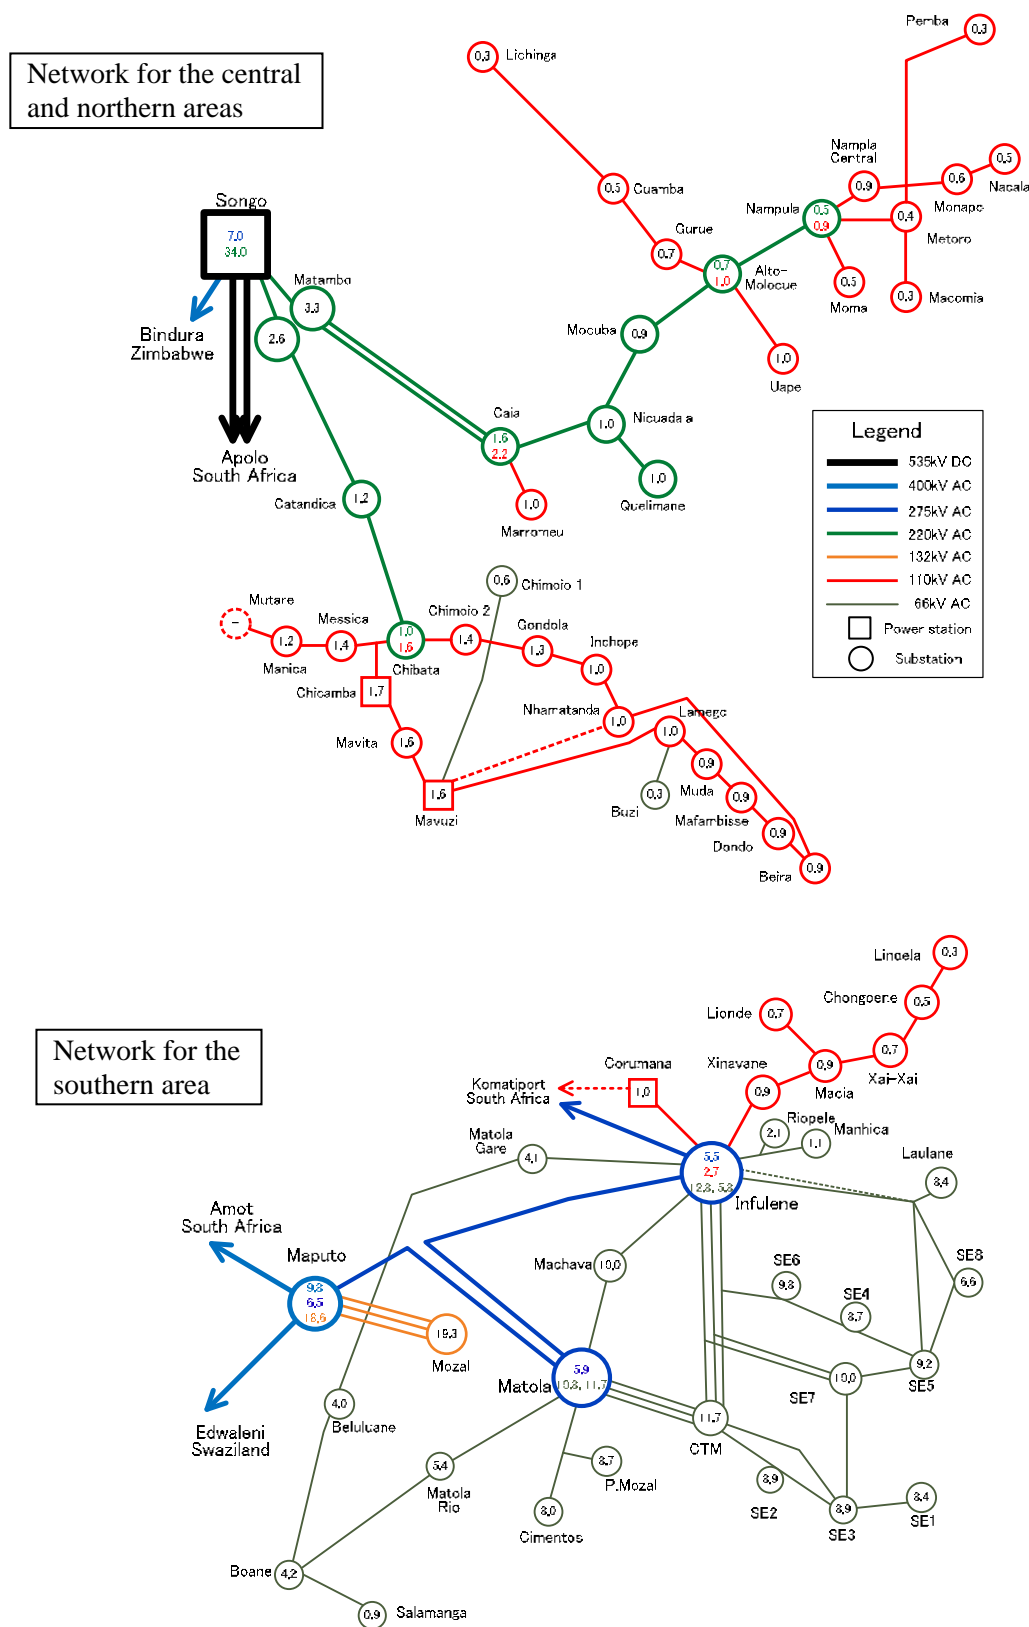 Network for the central
and northern areas
Pemba
0.3
0.3
Lichinga
Nampla
Central
0.5
Nacala
0.5
Cuamba
0.9
0.6
Monapo
Songo
7.0
34.0
Nampula
0.5
0.9
0.4
Metoro
Gurue
0.7
0.7
1.0
Alto-
Molocue
0.5
Moma
0.3
Macomia
Matambo
3.3
2.6
Bindura
Zimbabwe
Mocuba
0.9
1.0
Uape
Caia
1.6
2.2
1.0
Nicuadala
Apolo
South Africa
1.0
Quelimane
Catandica
1.2
1.0
Marromeu
Legend
535kV DC
400kV AC
275kV AC
220kV AC
132kV AC
110kV AC
66kV AC
Power station
Substation
0.6
Chimoio 1
Mutare
-
Messica
1.2
Manica
1.4
1.0
1.6
Chibata
Chimoio 2
1.4
Gondola
1.3
Inchope
1.0
Chicamba
1.7
Nhamatanda
1.0
Lamego
1.0
Mavita
1.6
1.6
Mavuzi
Buzi
0.3
0.9
Muda
0.9
Mafambisse
0.9
Dondo
0.9
Beira
Network for the
southern area
Lindela
0.3
Chongoene
0.5
Lionde
0.7
0.7
Xai-Xai
Xinavane
0.9
0.9
Macia
Corumana
1.0
Komatiport
South Africa
Riopele
2.1
Manhica
1.1
Matola
Gare
4.1
5.5
2.7
Infulene
Laulane
3.4
Amot
South Africa
Maputo
9.3
6.5
18.6
19.3
Mozal
Machava
10.0
SE6
9.3
SE4
8.7
SE8
6.6
5.9
Matola
10.0
SE7
9.2
SE5
4.0
Beluluane
Edwaleni
Swaziland
11.7
CTM
5.4
Matola
Rio
8.7
P.Mozal
8.9
SE2
8.0
Cimentos
8.9
SE3
8.4
SE1
Boane
4.2
0.9
Salamanga